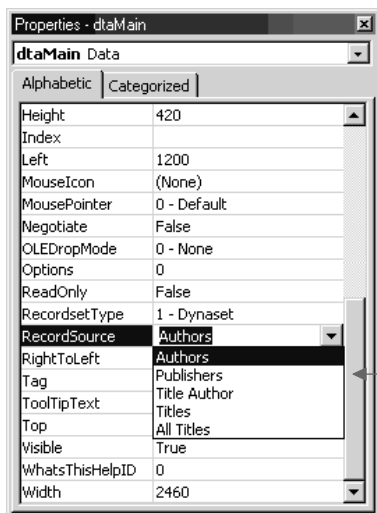 Properties - dtaMain
dtaMain Data
Alphabetic Categorized
Height 420
Index
Left 1200
MouseIcon (None)
MousePointer 0 - Default
Negotiate False
OLEDropMode 0 - None
Options 0
ReadOnly False
RecordsetType 1 - Dynaset
RecordSource Authors
RightToLeft Authors
Tag Publishers
Title Author
ToolTipText Titles
Top All Titles
Visible True
WhatsThisHelpID 0
Width 2460